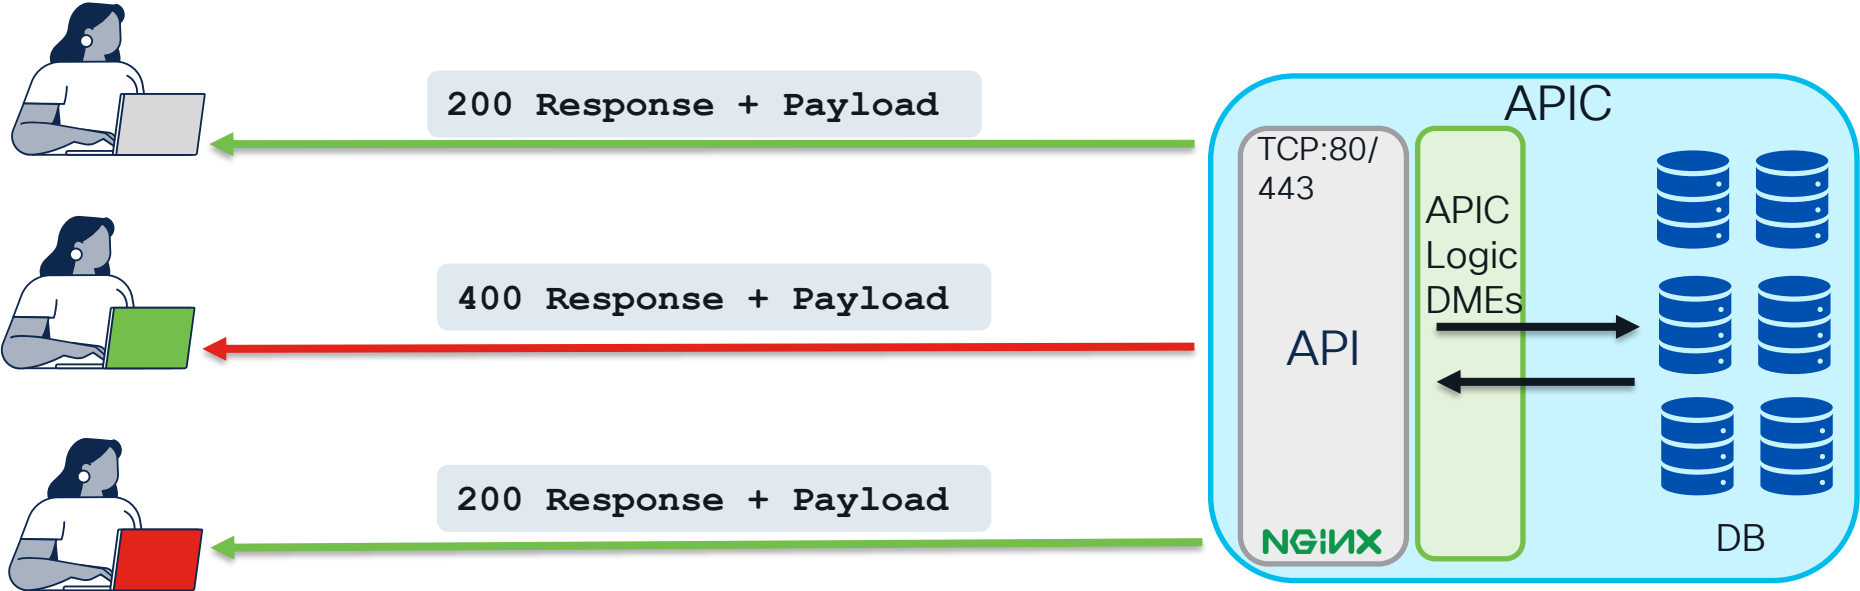 200 Response + Payload
400 Response + Payload
200 Response + Payload
APIC
TCP:80/
443
API
NGINX
APIC
Logic
DMEs
DB